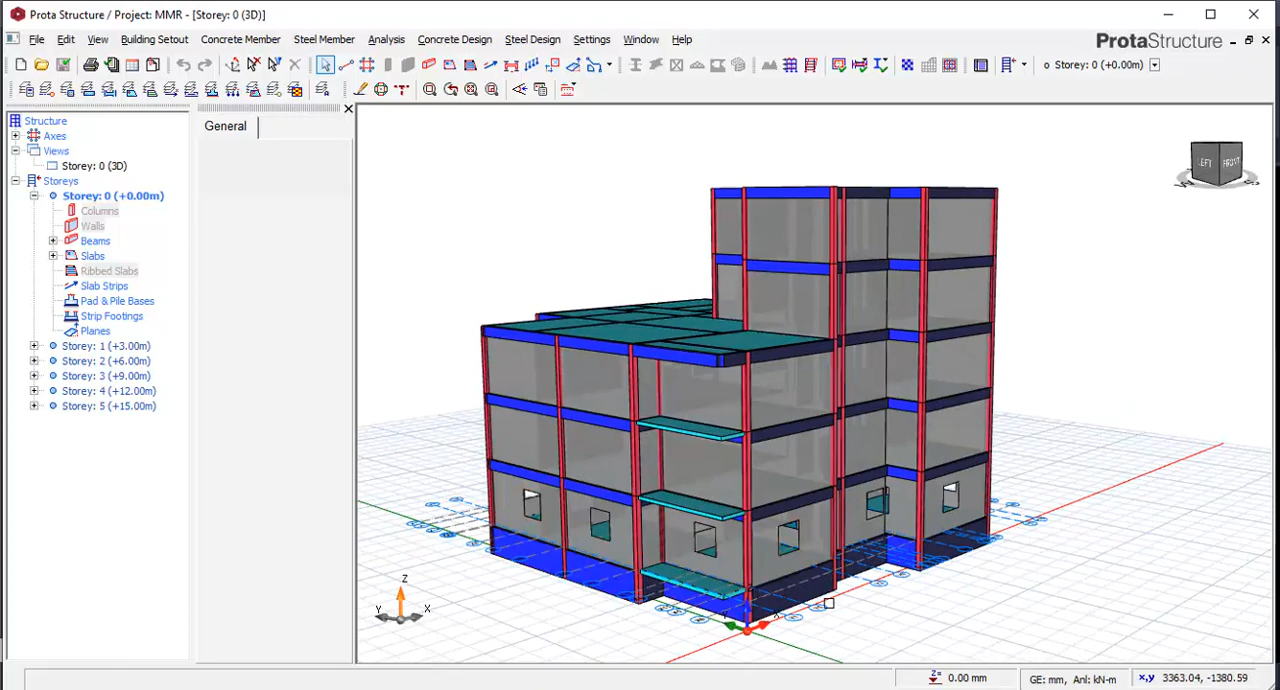 Prota Structure / Project: MMR - [Storey: 0 (3D)]
File Edit View Building Setout Concrete Member Steel Member Analysis Concrete Design Steel Design Settings Window Help
ProtaStructure
Storey: 0 (+0.00m)
Structure
Axes
Views
Storey: 0 (3D)
Storeys
Storey: 0 (+0.00m)
Columns
Walls
Beams
Slabs
Ribbed Slabs
Slab Strips
Pad & Pile Bases
Strip Footings
Planes
Storey: 1 (+3.00m)
Storey: 2 (+6.00m)
Storey: 3 (+9.00m)
Storey: 4 (+12.00m)
Storey: 5 (+15.00m)
General
LEFT FRONT
Z
Y X
X
Z= 0.00 mm
GE: mm, Anl: kN-m
x,y 3363.04, -1380.59